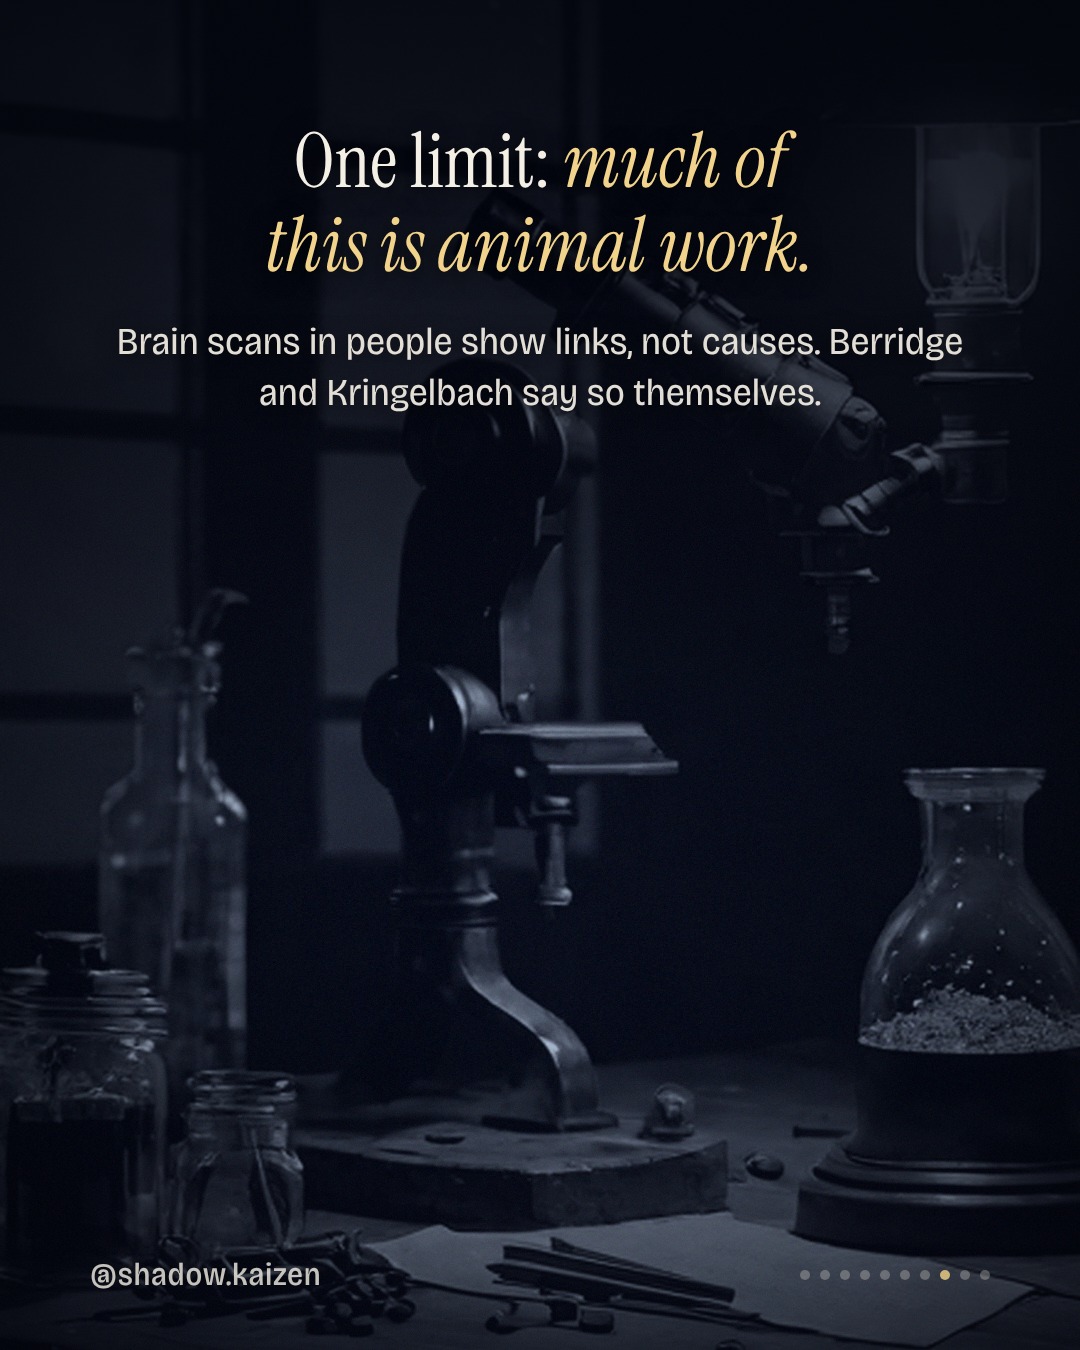 One limit: much of
this is animal work.
Brain scans in people show links, not causes. Berridge
and Kringelbach say so themselves.
@shadow.kaizen